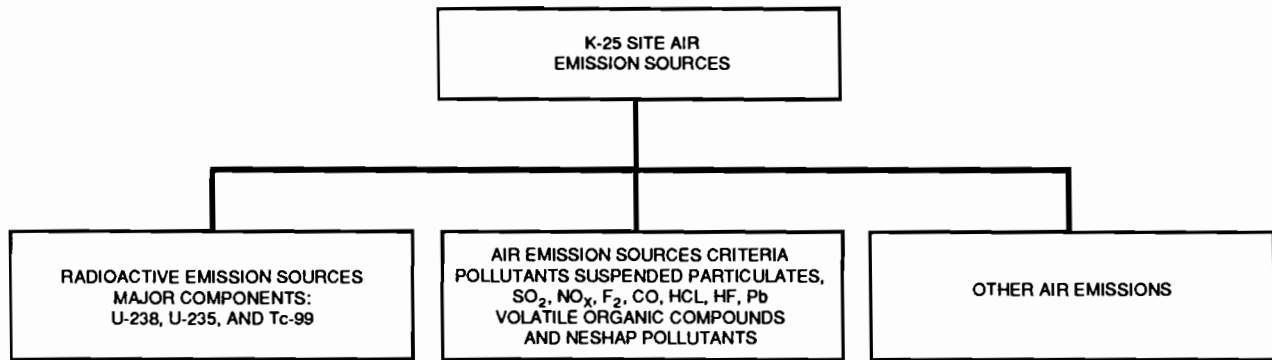 K-25 SITE AIR
EMISSION SOURCES
RADIOACTIVE EMISSION SOURCES
MAJOR COMPONENTS:
U-238, U-235, AND Tc-99
AIR EMISSION SOURCES CRITERIA
POLLUTANTS SUSPENDED PARTICULATES,
SO₂, NOₓ, F₂, CO, HCL, HF, Pb
VOLATILE ORGANIC COMPOUNDS
AND NESHAP POLLUTANTS
OTHER AIR EMISSIONS